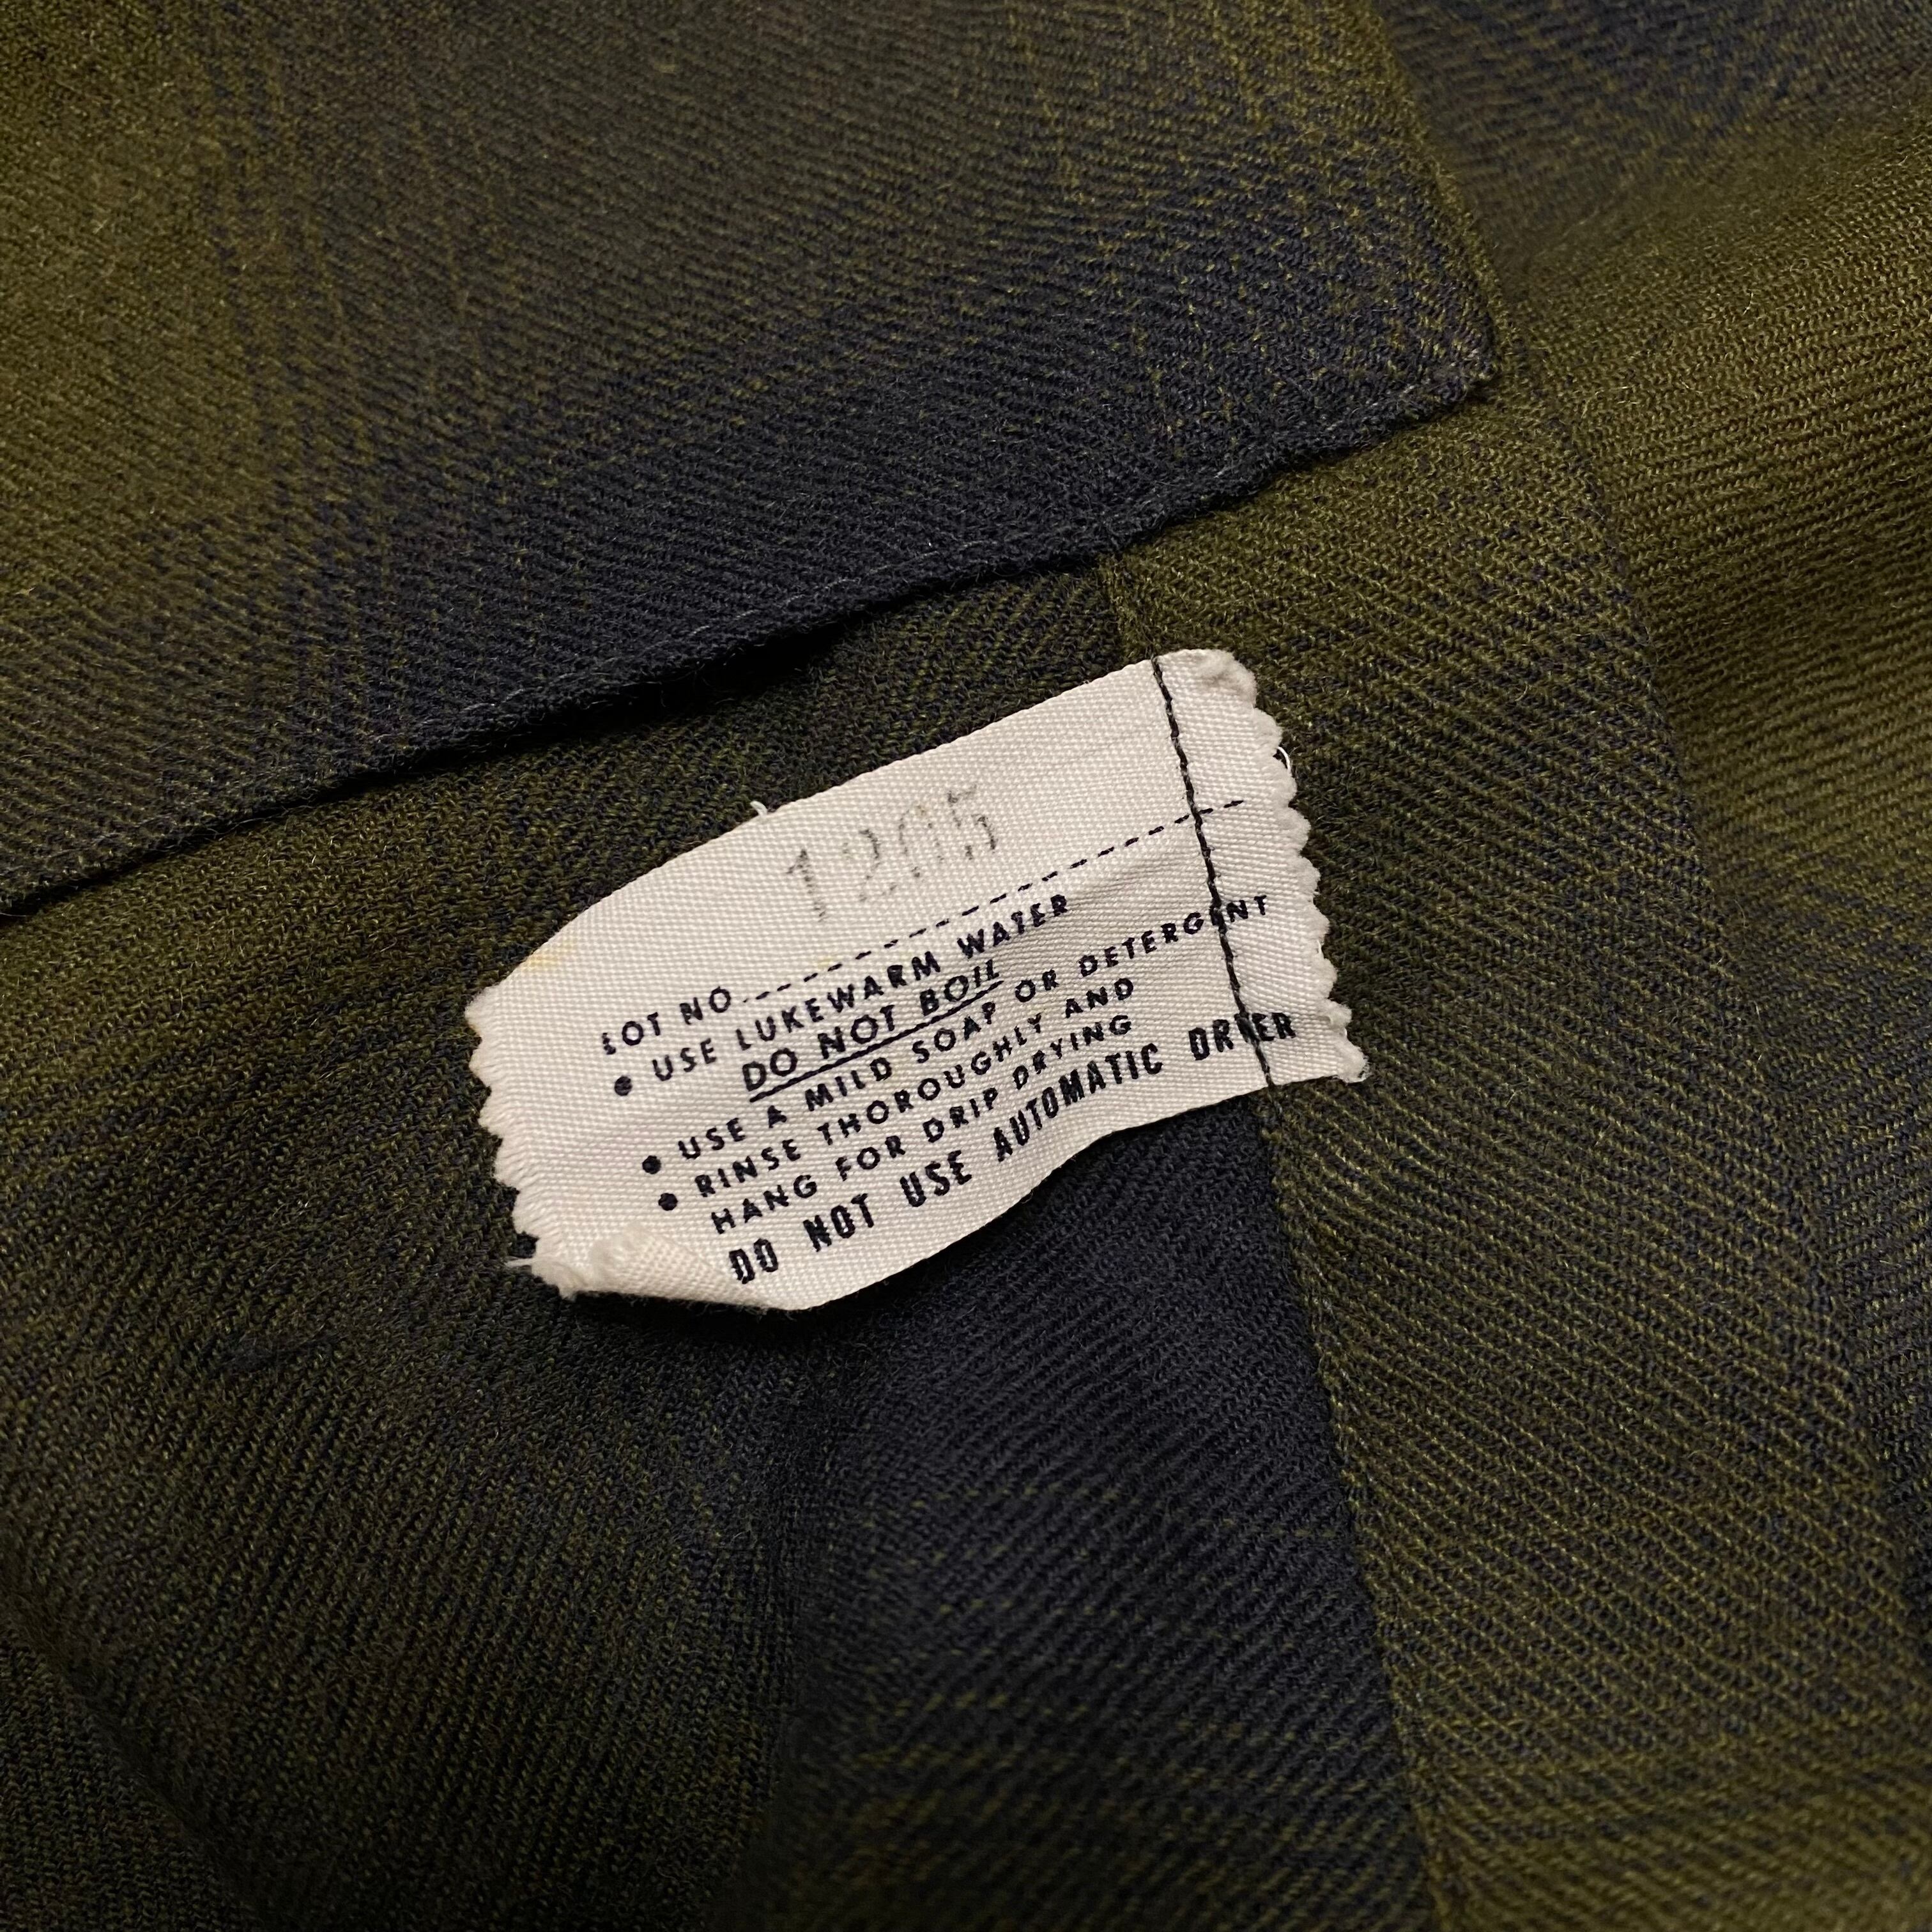 1205
LOT NO.
• USE LUKEWARM WATER
DO NOT BOIL
• USE A MILD SOAP OR DETERGENT
• RINSE THOROUGHLY AND
HANG FOR DRIP DRYING
DO NOT USE AUTOMATIC DRYER